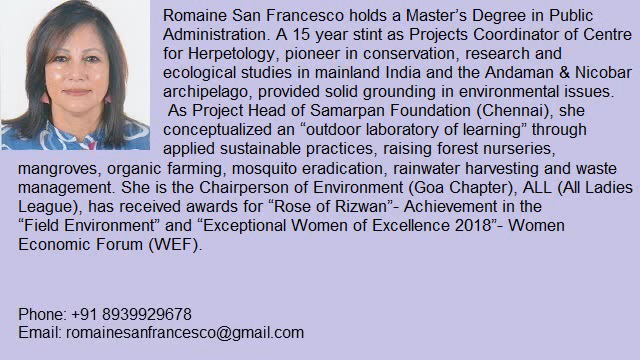 Romaine San Francesco holds a Master's Degree in Public
Administration. A 15 year stint as Projects Coordinator of Centre
for Herpetology, pioneer in conservation, research and
ecological studies in mainland India and the Andaman & Nicobar
archipelago, provided solid grounding in environmental issues.
As Project Head of Samarpan Foundation (Chennai), she
conceptualized an “outdoor laboratory of learning” through
applied sustainable practices, raising forest nurseries,
mangroves, organic farming, mosquito eradication, rainwater harvesting and waste
management. She is the Chairperson of Environment (Goa Chapter), ALL (All Ladies
League), has received awards for “Rose of Rizwan”- Achievement in the
“Field Environment” and “Exceptional Women of Excellence 2018”- Women
Economic Forum (WEF).
Phone: +91 8939929678
Email: romainesanfrancesco@gmail.com